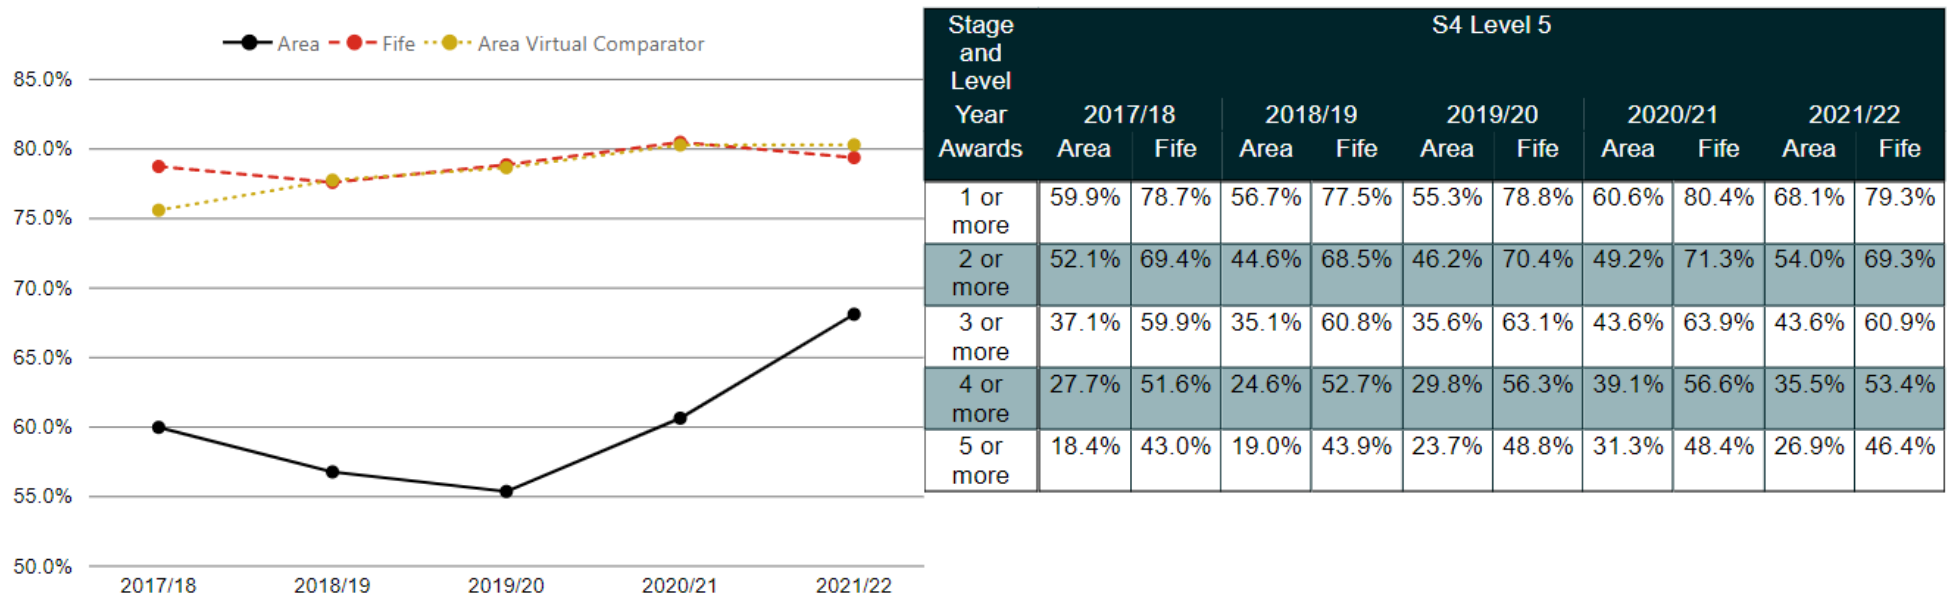 Area Fife Area Virtual Comparator
85.0%
80.0%
75.0%
70.0%
65.0%
60.0%
55.0%
50.0%
2017/18 2018/19 2019/20 2020/21 2021/22
Stage and Level S4 Level 5
Year 2017/18 2018/19 2019/20 2020/21 2021/22
Awards Area Fife Area Fife Area Fife Area Fife Area Fife
1 or more 59.9% 78.7% 56.7% 77.5% 55.3% 78.8% 60.6% 80.4% 68.1% 79.3%
2 or more 52.1% 69.4% 44.6% 68.5% 46.2% 70.4% 49.2% 71.3% 54.0% 69.3%
3 or more 37.1% 59.9% 35.1% 60.8% 35.6% 63.1% 43.6% 63.9% 43.6% 60.9%
4 or more 27.7% 51.6% 24.6% 52.7% 29.8% 56.3% 39.1% 56.6% 35.5% 53.4%
5 or more 18.4% 43.0% 19.0% 43.9% 23.7% 48.8% 31.3% 48.4% 26.9% 46.4%